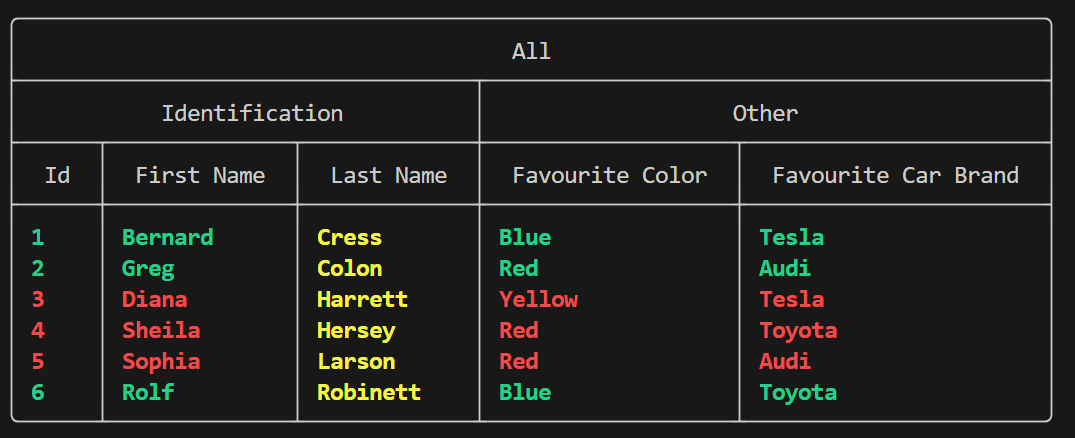 All
Identification Other
Id First Name Last Name Favourite Color Favourite Car Brand
1 Bernard Cress Blue Tesla
2 Greg Colon Red Audi
3 Diana Harrett Yellow Tesla
4 Sheila Hersey Red Toyota
5 Sophia Larson Red Audi
6 Rolf Robinett Blue Toyota